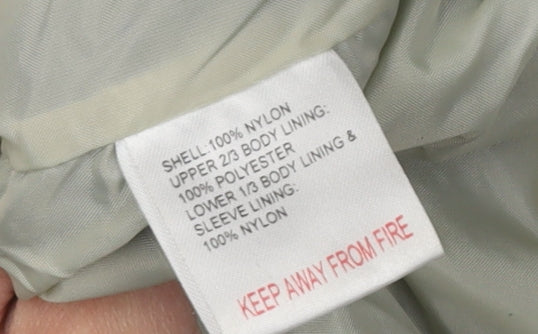 SHELL:100% NYLON
UPPER 2/3 BODY LINING:
100% POLYESTER
LOWER 1/3 BODY LINING &
SLEEVE LINING:
100% NYLON
KEEP AWAY FROM FIRE